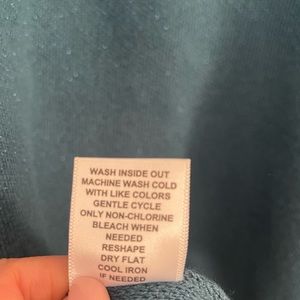 WASH INSIDE OUT
MACHINE WASH COLD
WITH LIKE COLORS
GENTLE CYCLE
ONLY NON-CHLORINE
BLEACH WHEN
NEEDED
RESHAPE
DRY FLAT
COOL IRON
IF NEEDED